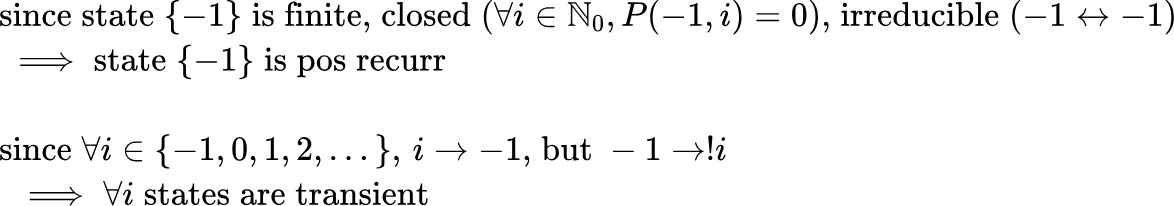 since state {−1} is finite, closed (∀i ∈ ℕ₀, P(−1, i) = 0), irreducible (−1 ↔ −1)
⟹ state {−1} is pos recurr
since ∀i ∈ {−1, 0, 1, 2, . . . }, i → −1, but − 1 →!i
⟹ ∀i states are transient